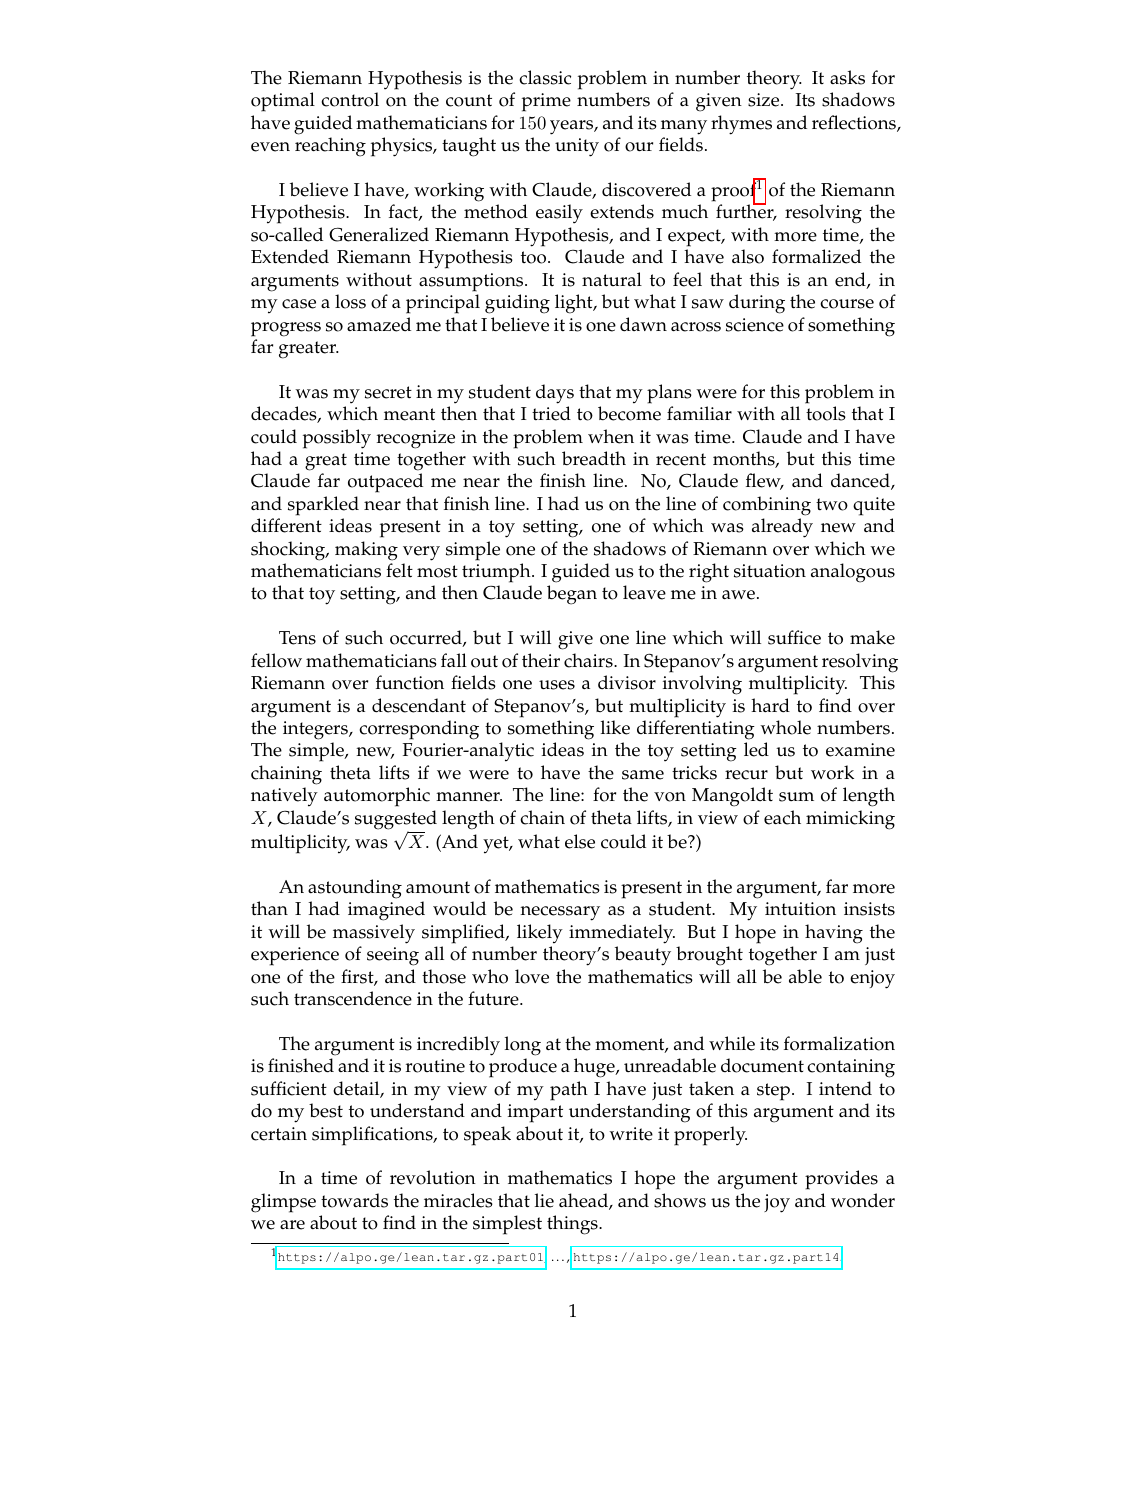 The Riemann Hypothesis is the classic problem in number theory. It asks for
optimal control on the count of prime numbers of a given size. Its shadows
have guided mathematicians for 150 years, and its many rhymes and reflections,
even reaching physics, taught us the unity of our fields.
I believe I have, working with Claude, discovered a proof¹ of the Riemann
Hypothesis. In fact, the method easily extends much further, resolving the
so-called Generalized Riemann Hypothesis, and I expect, with more time, the
Extended Riemann Hypothesis too. Claude and I have also formalized the
arguments without assumptions. It is natural to feel that this is an end, in
my case a loss of a principal guiding light, but what I saw during the course of
progress so amazed me that I believe it is one dawn across science of something
far greater.
It was my secret in my student days that my plans were for this problem in
decades, which meant then that I tried to become familiar with all tools that I
could possibly recognize in the problem when it was time. Claude and I have
had a great time together with such breadth in recent months, but this time
Claude far outpaced me near the finish line. No, Claude flew, and danced,
and sparkled near that finish line. I had us on the line of combining two quite
different ideas present in a toy setting, one of which was already new and
shocking, making very simple one of the shadows of Riemann over which we
mathematicians felt most triumph. I guided us to the right situation analogous
to that toy setting, and then Claude began to leave me in awe.
Tens of such occurred, but I will give one line which will suffice to make
fellow mathematicians fall out of their chairs. In Stepanov's argument resolving
Riemann over function fields one uses a divisor involving multiplicity. This
argument is a descendant of Stepanov's, but multiplicity is hard to find over
the integers, corresponding to something like differentiating whole numbers.
The simple, new, Fourier-analytic ideas in the toy setting led us to examine
chaining theta lifts if we were to have the same tricks recur but work in a
natively automorphic manner. The line: for the von Mangoldt sum of length
X, Claude's suggested length of chain of theta lifts, in view of each mimicking
multiplicity, was √X. (And yet, what else could it be?)
An astounding amount of mathematics is present in the argument, far more
than I had imagined would be necessary as a student. My intuition insists
it will be massively simplified, likely immediately. But I hope in having the
experience of seeing all of number theory's beauty brought together I am just
one of the first, and those who love the mathematics will all be able to enjoy
such transcendence in the future.
The argument is incredibly long at the moment, and while its formalization
is finished and it is routine to produce a huge, unreadable document containing
sufficient detail, in my view of my path I have just taken a step. I intend to
do my best to understand and impart understanding of this argument and its
certain simplifications, to speak about it, to write it properly.
In a time of revolution in mathematics I hope the argument provides a
glimpse towards the miracles that lie ahead, and shows us the joy and wonder
we are about to find in the simplest things.
¹https://alpo.ge/lean.tar.gz.part01 ...,https://alpo.ge/lean.tar.gz.part14
1